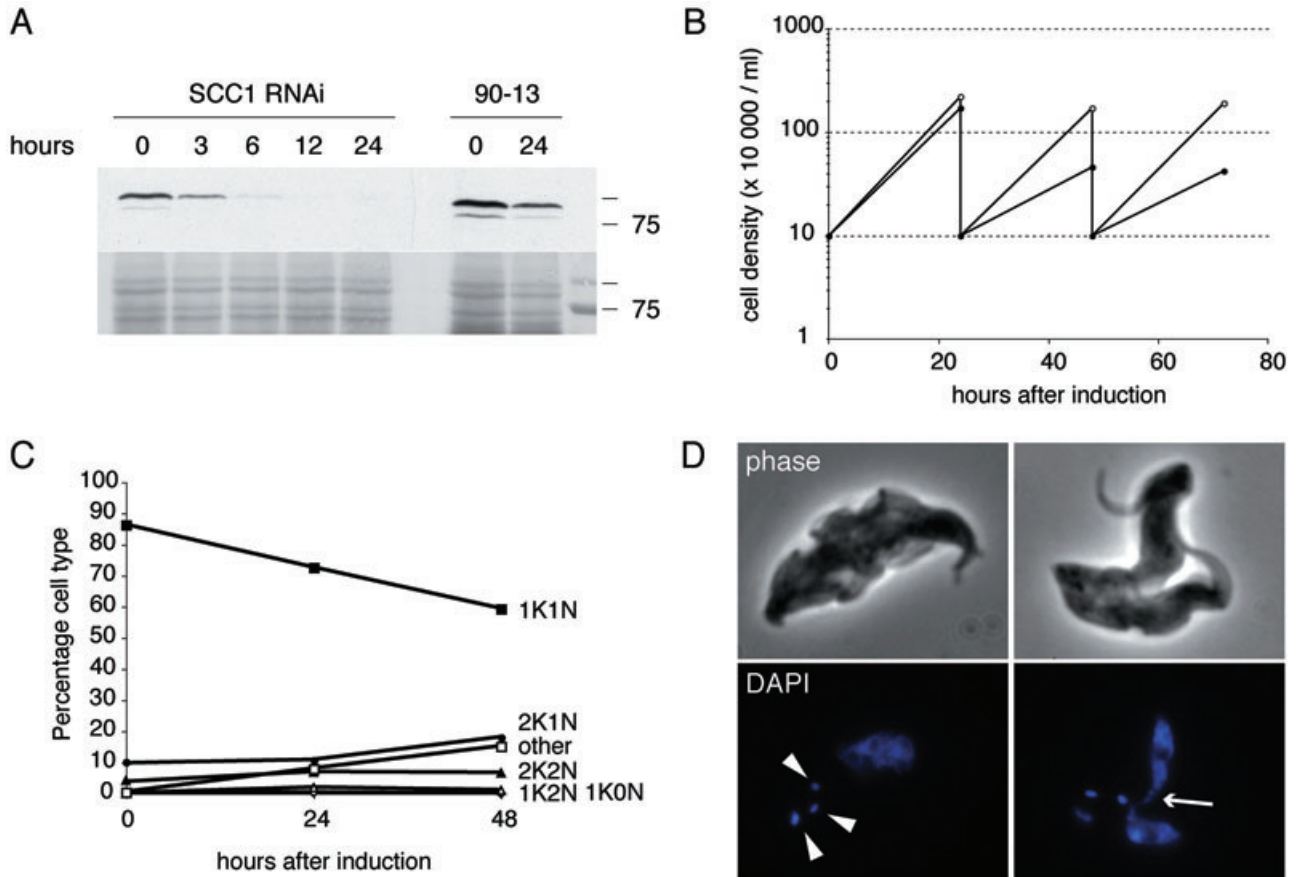 A
SCC1 RNAi
90-13
hours
0 3 6 12 24
0 24
75
75
B
cell density (x 10 000 / ml)
1000
100
10
1
0 20 40 60 80
hours after induction
C
Percentage cell type
100
90
80
70
60
50
40
30
20
10
0
1K1N
2K1N
other
2K2N
1K2N 1K0N
0 24 48
hours after induction
D
phase
DAPI